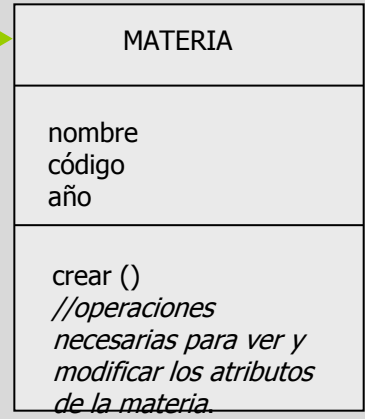 MATERIA
nombre
código
año
crear ()
//operaciones
necesarias para ver y
modificar los atributos
de la materia.